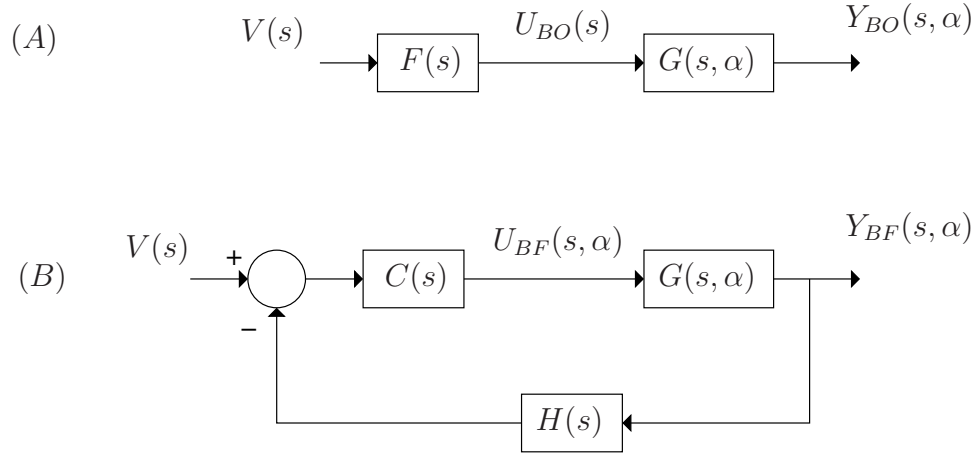 (A)
V(s)
F(s)
U_{BO}(s)
G(s, α)
Y_{BO}(s, α)
(B)
V(s)
+
−
C(s)
U_{BF}(s, α)
G(s, α)
Y_{BF}(s, α)
H(s)